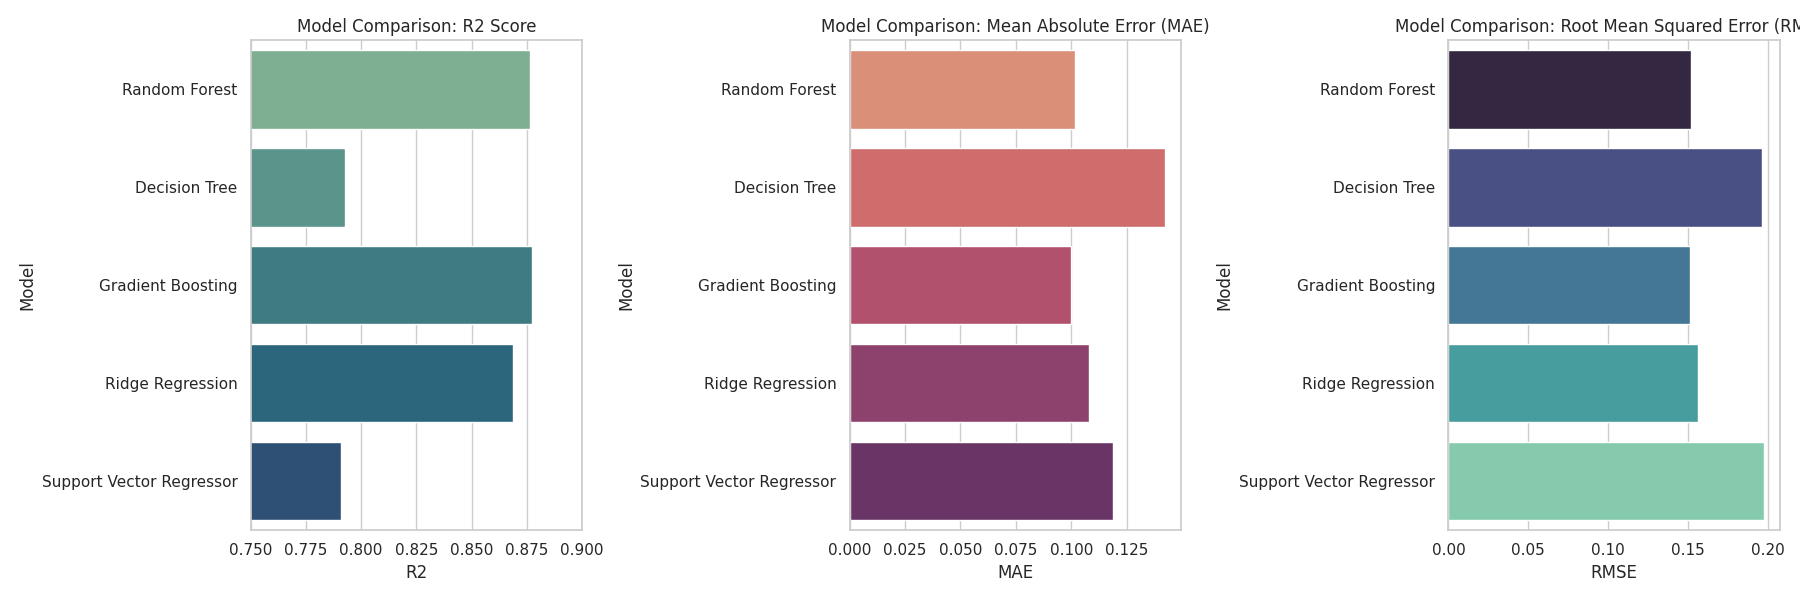 Model Comparison: R2 Score
Random Forest
Decision Tree
Gradient Boosting
Ridge Regression
Support Vector Regressor
Model
0.750 0.775 0.800 0.825 0.850 0.875 0.900
R2
Model Comparison: Mean Absolute Error (MAE)
Random Forest
Decision Tree
Gradient Boosting
Ridge Regression
Support Vector Regressor
Model
0.000 0.025 0.050 0.075 0.100 0.125
MAE
Model Comparison: Root Mean Squared Error (RM
Random Forest
Decision Tree
Gradient Boosting
Ridge Regression
Support Vector Regressor
Model
0.00 0.05 0.10 0.15 0.20
RMSE